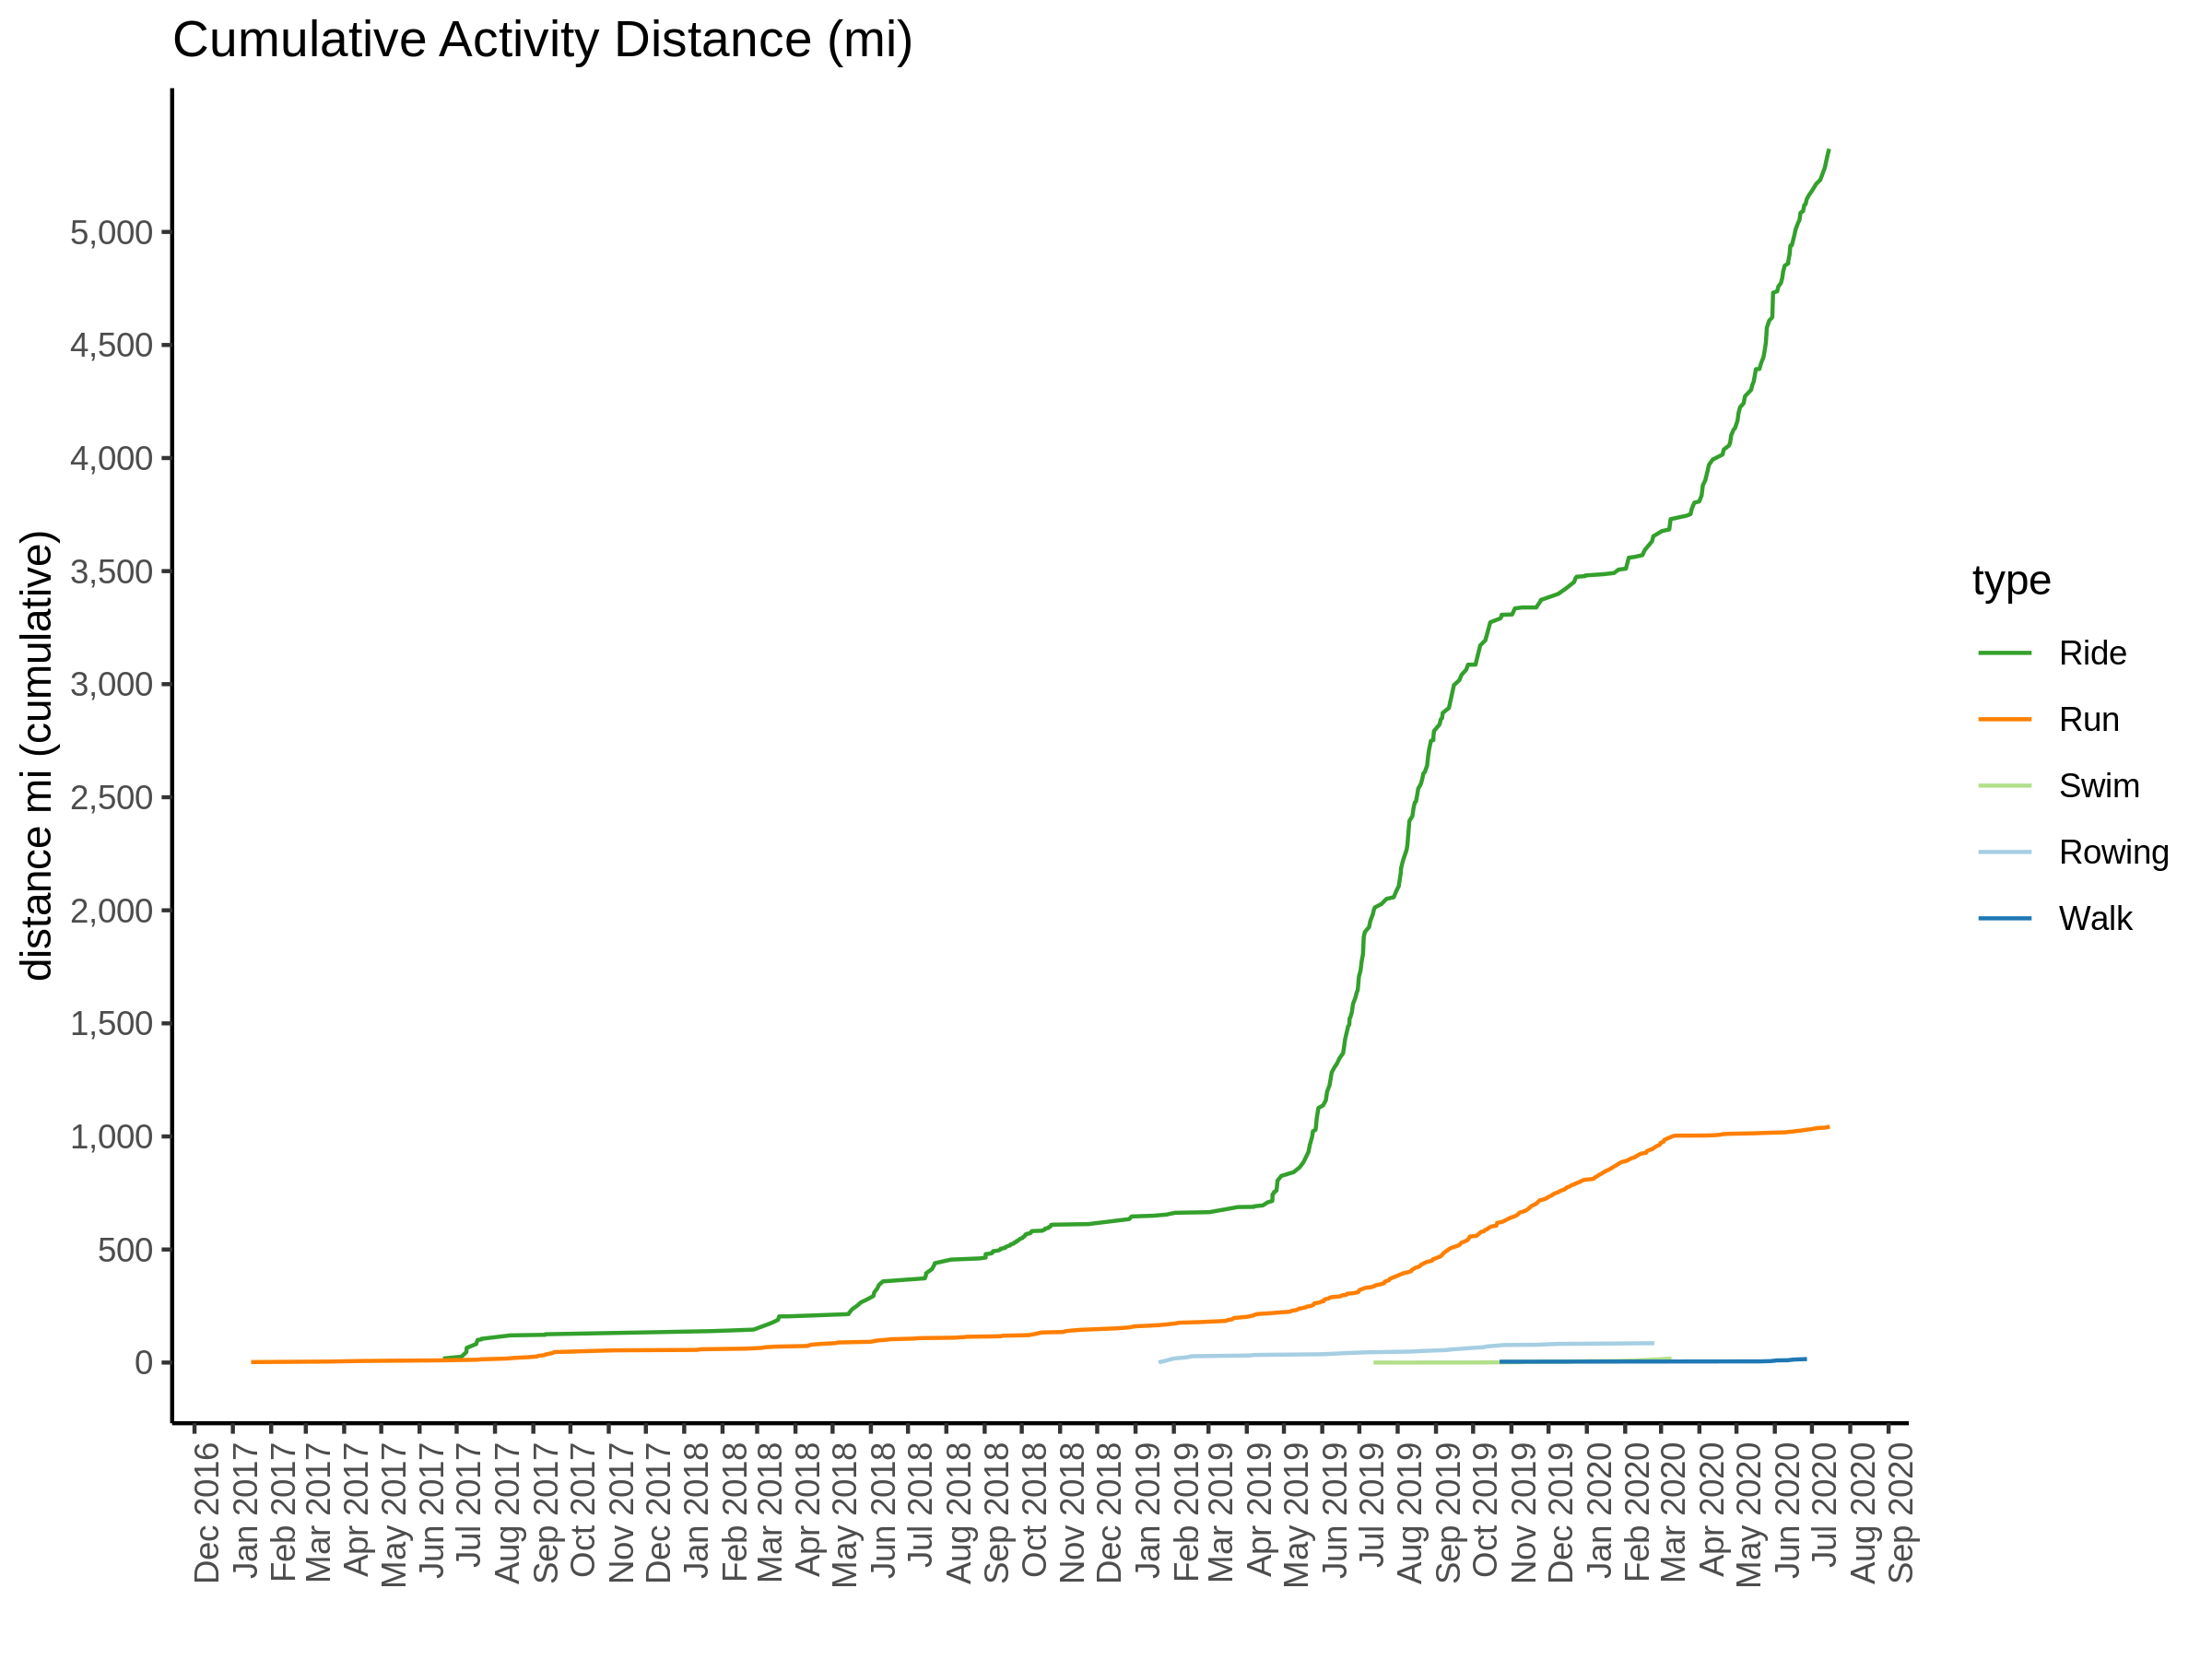 Cumulative Activity Distance (mi)
distance mi (cumulative)
5,000
4,500
4,000
3,500
3,000
2,500
2,000
1,500
1,000
500
0
Dec 2016
Jan 2017
Feb 2017
Mar 2017
Apr 2017
May 2017
Jun 2017
Jul 2017
Aug 2017
Sep 2017
Oct 2017
Nov 2017
Dec 2017
Jan 2018
Feb 2018
Mar 2018
Apr 2018
May 2018
Jun 2018
Jul 2018
Aug 2018
Sep 2018
Oct 2018
Nov 2018
Dec 2018
Jan 2019
Feb 2019
Mar 2019
Apr 2019
May 2019
Jun 2019
Jul 2019
Aug 2019
Sep 2019
Oct 2019
Nov 2019
Dec 2019
Jan 2020
Feb 2020
Mar 2020
Apr 2020
May 2020
Jun 2020
Jul 2020
Aug 2020
Sep 2020
type
Ride
Run
Swim
Rowing
Walk